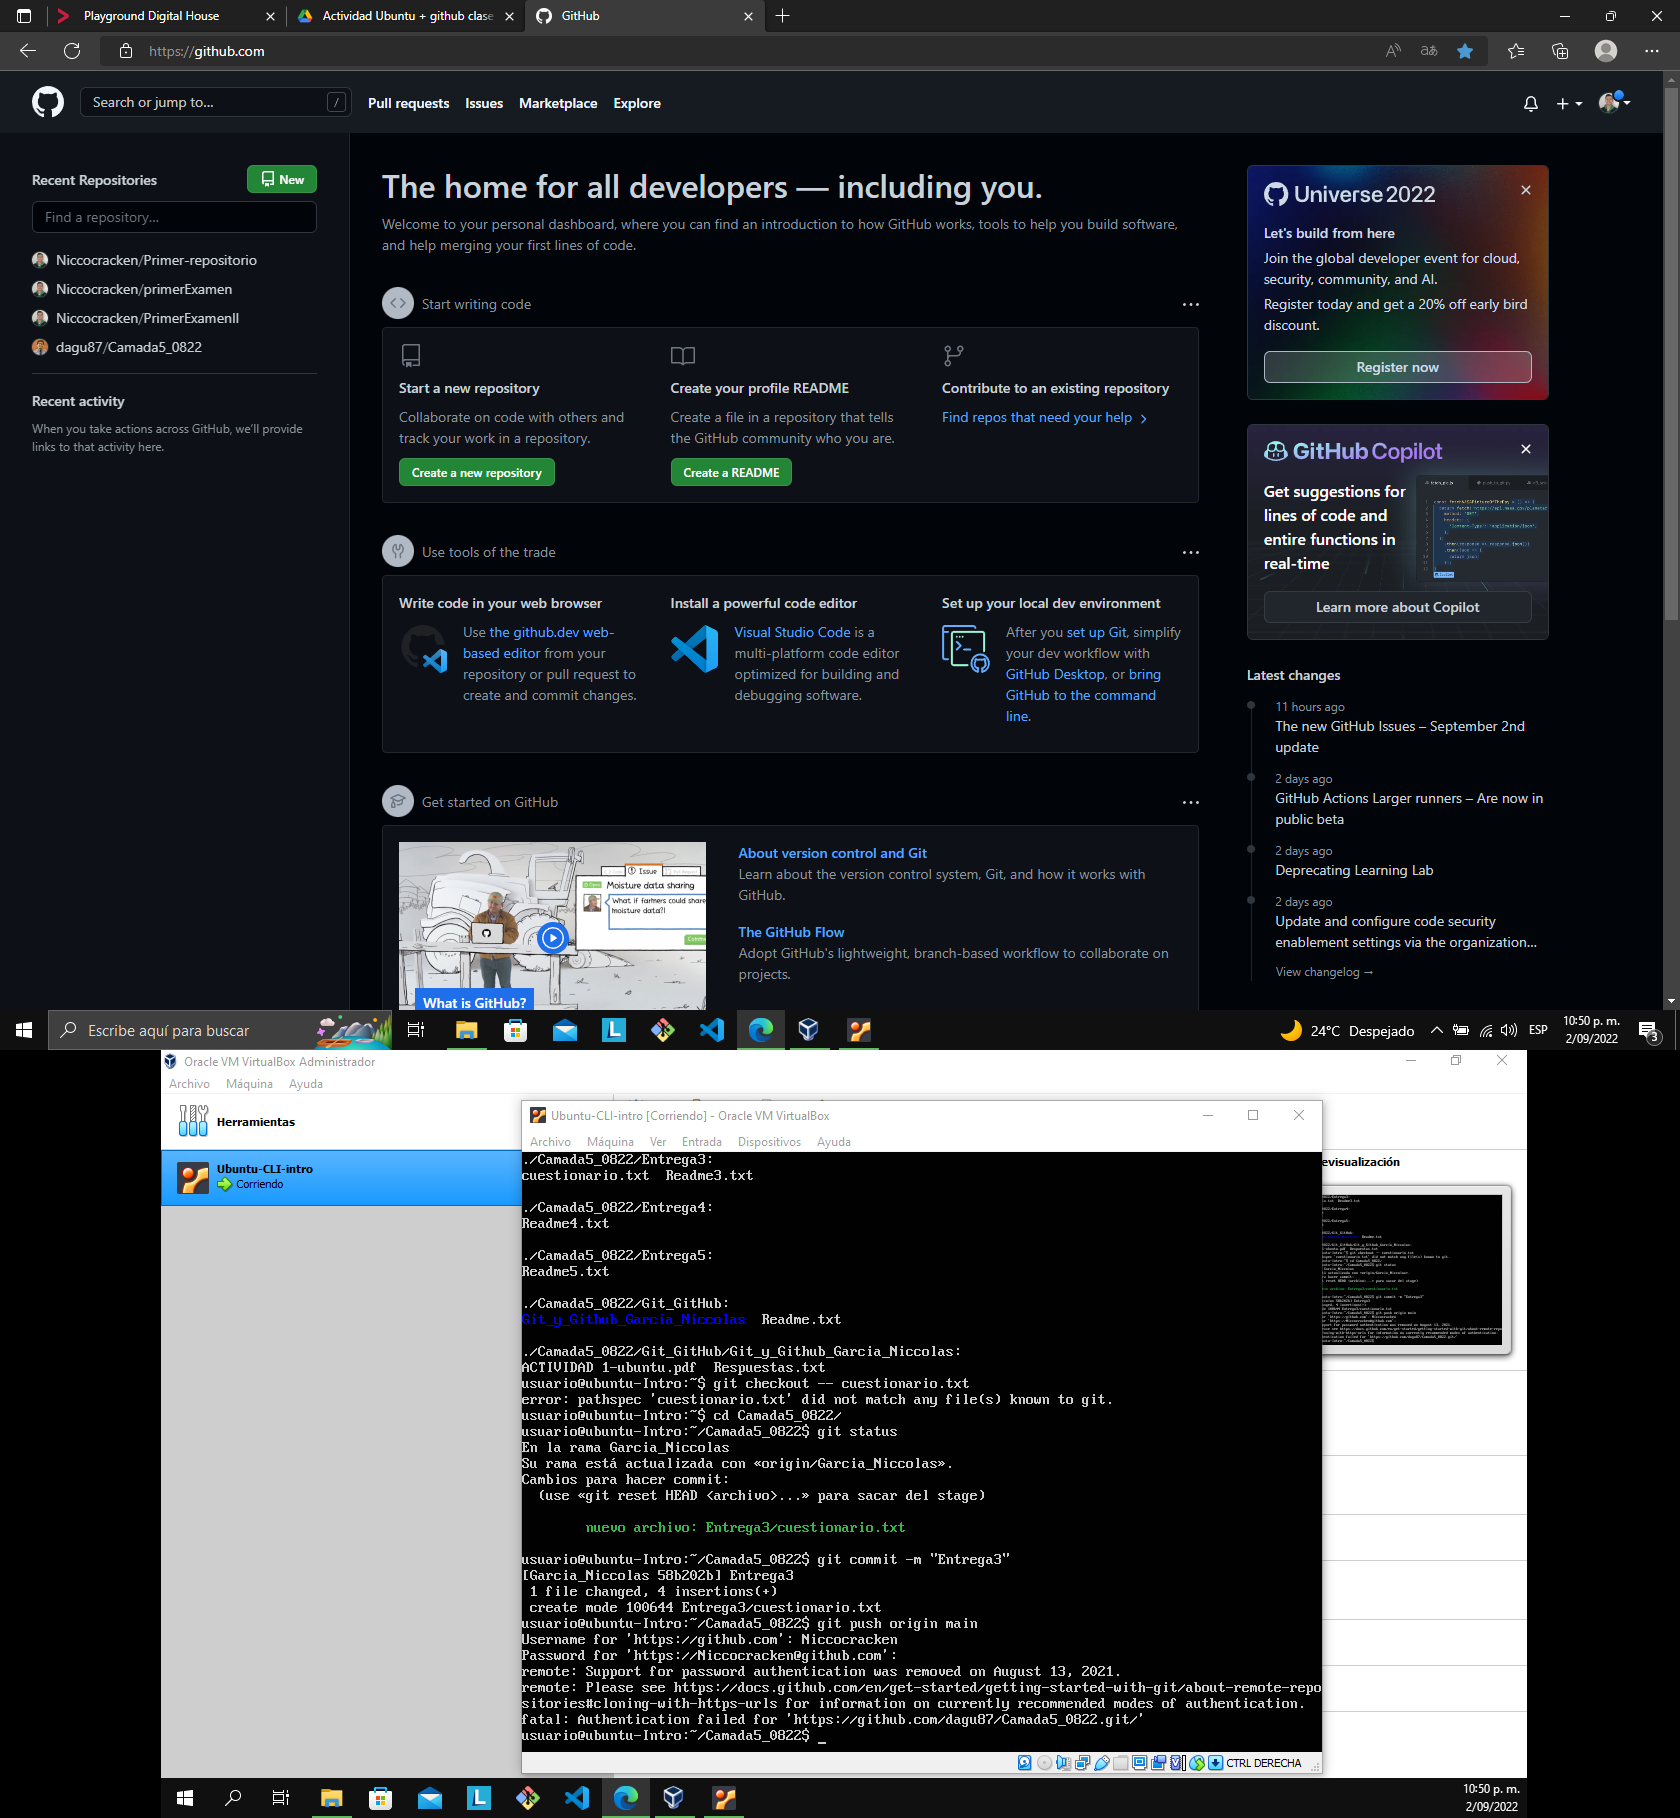 Playground Digital House
Actividad Ubuntu + github clase
GitHub
https://github.com
Search or jump to...
/
Pull requests
Issues
Marketplace
Explore
Recent Repositories
New
Find a repository...
Niccocracken/Primer-repositorio
Niccocracken/primerExamen
Niccocracken/PrimerExamenII
dagu87/Camada5_0822
Recent activity
When you take actions across GitHub, we'll provide
links to that activity here.
The home for all developers — including you.
Welcome to your personal dashboard, where you can find an introduction to how GitHub works, tools to help you build software,
and help merging your first lines of code.
Start writing code
Start a new repository
Collaborate on code with others and
track your work in a repository.
Create a new repository
Create your profile README
Create a file in a repository that tells
the GitHub community who you are.
Create a README
Contribute to an existing repository
Find repos that need your help >
Use tools of the trade
Write code in your web browser
Use the github.dev web-
based editor from your
repository or pull request to
create and commit changes.
Install a powerful code editor
Visual Studio Code is a
multi-platform code editor
optimized for building and
debugging software.
Set up your local dev environment
After you set up Git, simplify
your dev workflow with
GitHub Desktop, or bring
GitHub to the command
line.
Get started on GitHub
Issue
Moisture data sharing
What if farmers could share
moisture data?!
What is GitHub?
About version control and Git
Learn about the version control system, Git, and how it works with
GitHub.
The GitHub Flow
Adopt GitHub's lightweight, branch-based workflow to collaborate on
projects.
Universe 2022
Let's build from here
Join the global developer event for cloud,
security, community, and AI.
Register today and get a 20% off early bird
discount.
Register now
GitHub Copilot
Get suggestions for
lines of code and
entire functions in
real-time
Learn more about Copilot
Latest changes
11 hours ago
The new GitHub Issues – September 2nd
update
2 days ago
GitHub Actions Larger runners – Are now in
public beta
2 days ago
Deprecating Learning Lab
2 days ago
Update and configure code security
enablement settings via the organization...
View changelog →
Escribe aquí para buscar
24°C Despejado
ESP
10:50 p. m.
2/09/2022
3
Oracle VM VirtualBox Administrador
Archivo Máquina Ayuda
Herramientas
Ubuntu-CLI-intro
Corriendo
evisualización
Ubuntu-CLI-intro [Corriendo] - Oracle VM VirtualBox
Archivo Máquina Ver Entrada Dispositivos Ayuda
./Camada5_0822/Entrega3:
cuestionario.txt Readme3.txt
./Camada5_0822/Entrega4:
Readme4.txt
./Camada5_0822/Entrega5:
Readme5.txt
./Camada5_0822/Git_GitHub:
Git_y_Github_Garcia_Niccolas Readme.txt
./Camada5_0822/Git_GitHub/Git_y_Github_Garcia_Niccolas:
ACTIVIDAD 1-ubuntu.pdf Respuestas.txt
usuario@ubuntu-Intro:~$ git checkout -- cuestionario.txt
error: pathspec 'cuestionario.txt' did not match any file(s) known to git.
usuario@ubuntu-Intro:~$ cd Camada5_0822/
usuario@ubuntu-Intro:~/Camada5_0822$ git status
En la rama Garcia_Niccolas
Su rama está actualizada con «origin/Garcia_Niccolas».
Cambios para hacer commit:
(use «git reset HEAD <archivo>...» para sacar del stage)
nuevo archivo: Entrega3/cuestionario.txt
usuario@ubuntu-Intro:~/Camada5_0822$ git commit -m "Entrega3"
[Garcia_Niccolas 58b202b] Entrega3
1 file changed, 4 insertions(+)
create mode 100644 Entrega3/cuestionario.txt
usuario@ubuntu-Intro:~/Camada5_0822$ git push origin main
Username for 'https://github.com': Niccocracken
Password for 'https://Niccocracken@github.com':
remote: Support for password authentication was removed on August 13, 2021.
remote: Please see https://docs.github.com/en/get-started/getting-started-with-git/about-remote-repo
sitories#cloning-with-https-urls for information on currently recommended modes of authentication.
fatal: Authentication failed for 'https://github.com/dagu87/Camada5_0822.git/'
usuario@ubuntu-Intro:~/Camada5_0822$ _
CTRL DERECHA
10:50 p. m.
2/09/2022